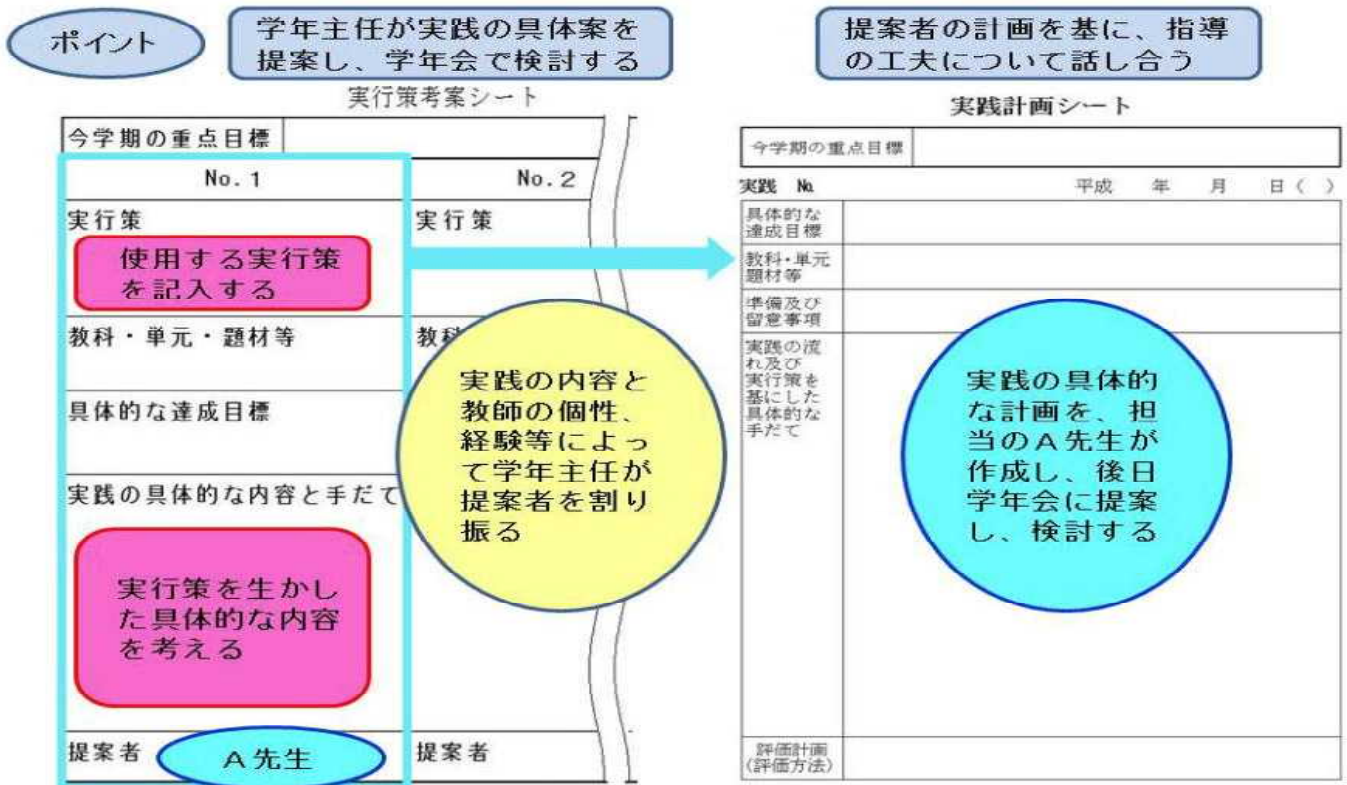 ポイント
学年主任が実践の具体案を
提案し、学年会で検討する
提案者の計画を基に、指導
の工夫について話し合う
実行策考案シート
今学期の重点目標
No.1
No.2
実行策
実行策
使用する実行策
を記入する
教科・単元・題材等
教科
具体的な達成目標
実践の具体的な内容と手だて
実行策を生かし
た具体的な内容
を考える
提案者
A先生
提案者
実践の内容と
教師の個性、
経験等によっ
て学年主任が
提案者を割り
振る
実践計画シート
今学期の重点目標
実践 №
平成 年 月 日( )
具体的な
達成目標
教科・単元
題材等
準備及び
留意事項
実践の流
れ及び
実行策を
基にした
具体的な
手だて
実践の具体的
な計画を、担
当のA先生が
作成し、後日
学年会に提案
し、検討する
評価計画
(評価方法)